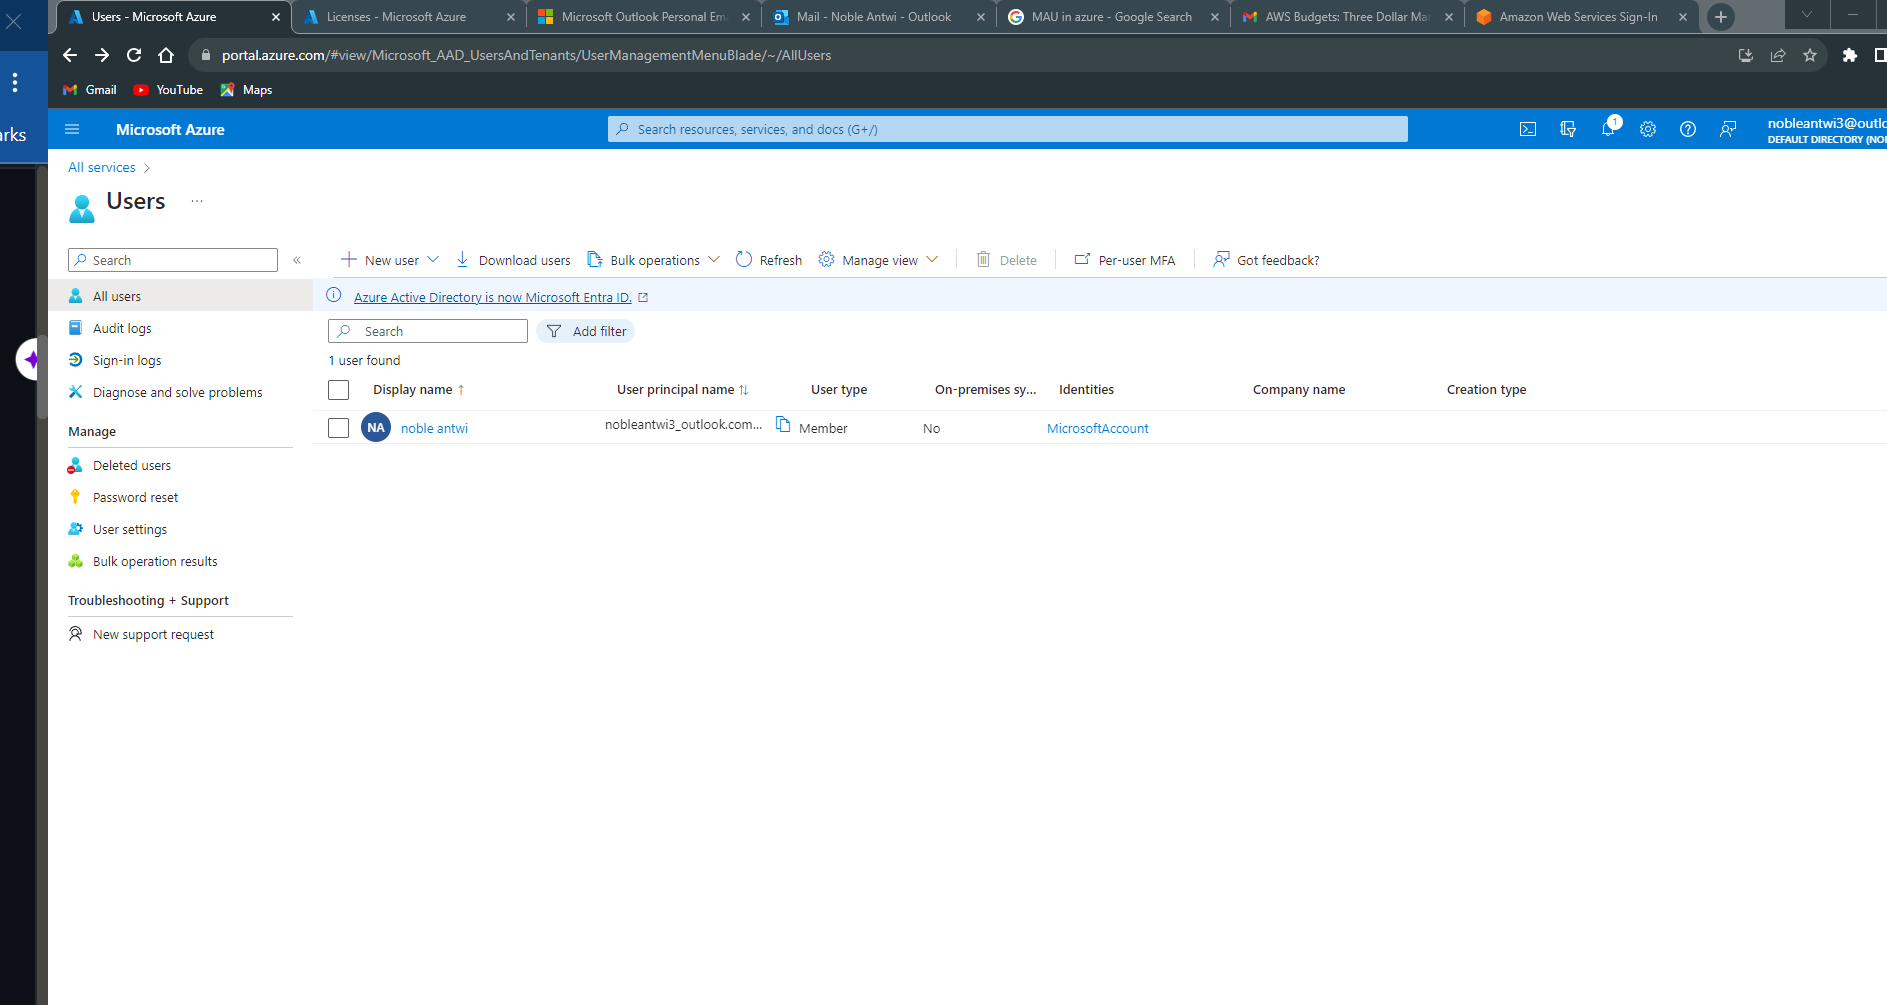 Users - Microsoft Azure
Licenses - Microsoft Azure
Microsoft Outlook Personal Em
Mail - Noble Antwi - Outlook
MAU in azure - Google Search
AWS Budgets: Three Dollar Mar
Amazon Web Services Sign-In
portal.azure.com/#view/Microsoft_AAD_UsersAndTenants/UserManagementMenuBlade/~/AllUsers
Gmail YouTube Maps
arks
Microsoft Azure
Search resources, services, and docs (G+/)
1
nobleantwi3@outlo
DEFAULT DIRECTORY (NOB
All services
Users ...
Search
New user Download users Bulk operations Refresh Manage view Delete Per-user MFA Got feedback?
All users
Audit logs
Sign-in logs
Diagnose and solve problems
Manage
Deleted users
Password reset
User settings
Bulk operation results
Troubleshooting + Support
New support request
Azure Active Directory is now Microsoft Entra ID.
Search Add filter
1 user found
Display name User principal name User type On-premises sy... Identities Company name Creation type
NA noble antwi nobleantwi3_outlook.com... Member No MicrosoftAccount